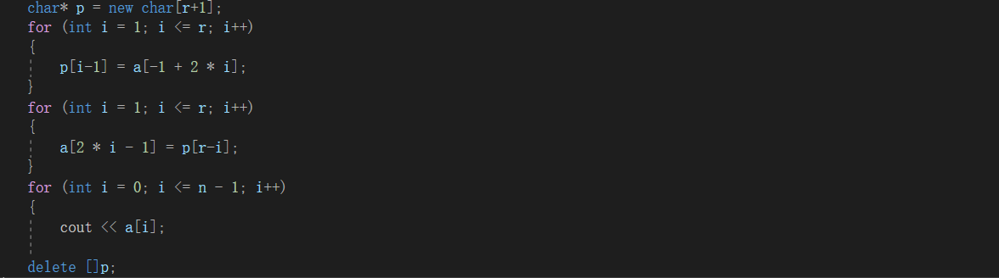 char* p = new char[r+1];
for (int i = 1; i <= r; i++)
{
p[i-1] = a[-1 + 2 * i];
}
for (int i = 1; i <= r; i++)
{
a[2 * i - 1] = p[r-i];
}
for (int i = 0; i <= n - 1; i++)
{
cout << a[i];
delete []p;